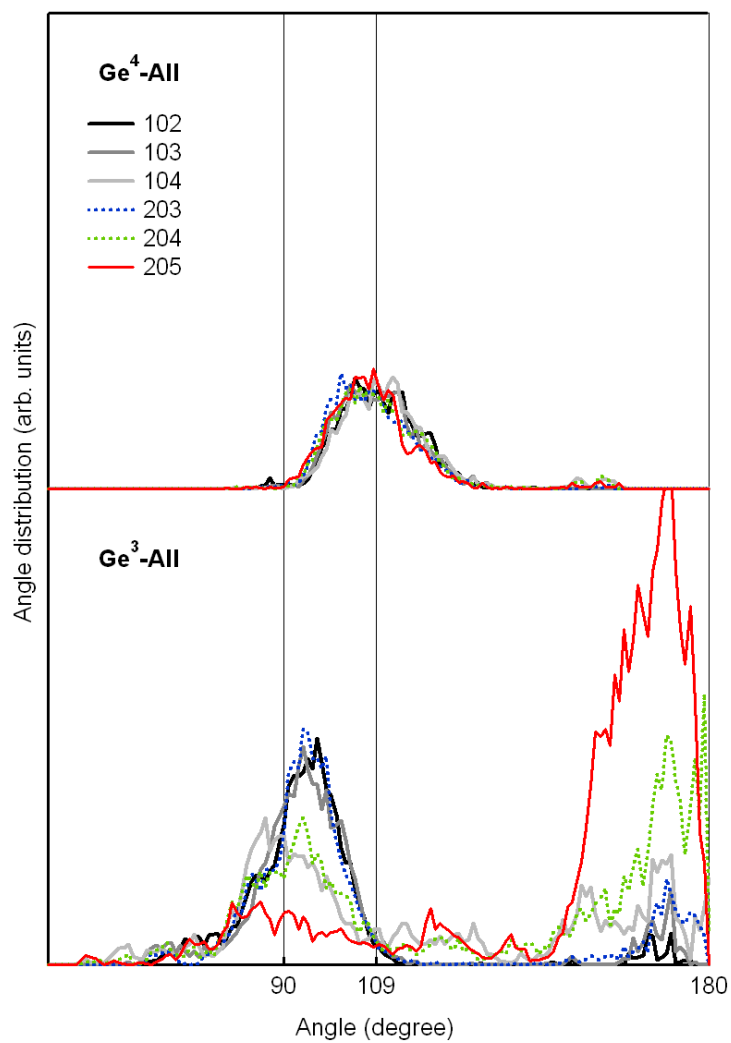 Ge⁴-All
102
103
104
203
204
205
Angle distribution (arb. units)
Ge³-All
90 109 180
Angle (degree)